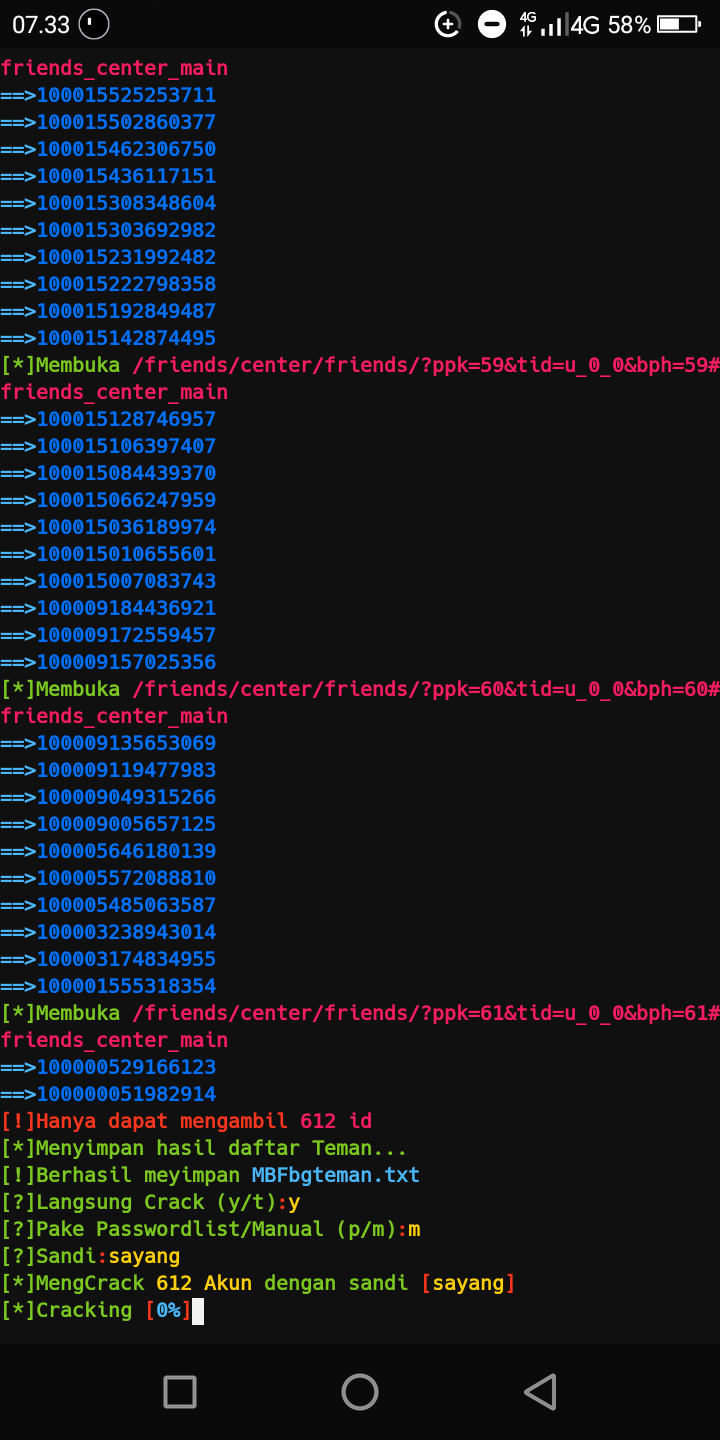 07.33 4G 4G 58%
friends_center_main
==>100015525253711
==>100015502860377
==>100015462306750
==>100015436117151
==>100015308348604
==>100015303692982
==>100015231992482
==>100015222798358
==>100015192849487
==>100015142874495
[*]Membuka /friends/center/friends/?ppk=59&tid=u_0_0&bph=59#
friends_center_main
==>100015128746957
==>100015106397407
==>100015084439370
==>100015066247959
==>100015036189974
==>100015010655601
==>100015007083743
==>100009184436921
==>100009172559457
==>100009157025356
[*]Membuka /friends/center/friends/?ppk=60&tid=u_0_0&bph=60#
friends_center_main
==>100009135653069
==>100009119477983
==>100009049315266
==>100009005657125
==>100005646180139
==>100005572088810
==>100005485063587
==>100003238943014
==>100003174834955
==>100001555318354
[*]Membuka /friends/center/friends/?ppk=61&tid=u_0_0&bph=61#
friends_center_main
==>100000529166123
==>100000051982914
[!]Hanya dapat mengambil 612 id
[*]Menyimpan hasil daftar Teman...
[!]Berhasil meyimpan MBFbgteman.txt
[?]Langsung Crack (y/t):y
[?]Pake Passwordlist/Manual (p/m):m
[?]Sandi:sayang
[*]MengCrack 612 Akun dengan sandi [sayang]
[*]Cracking [0%]